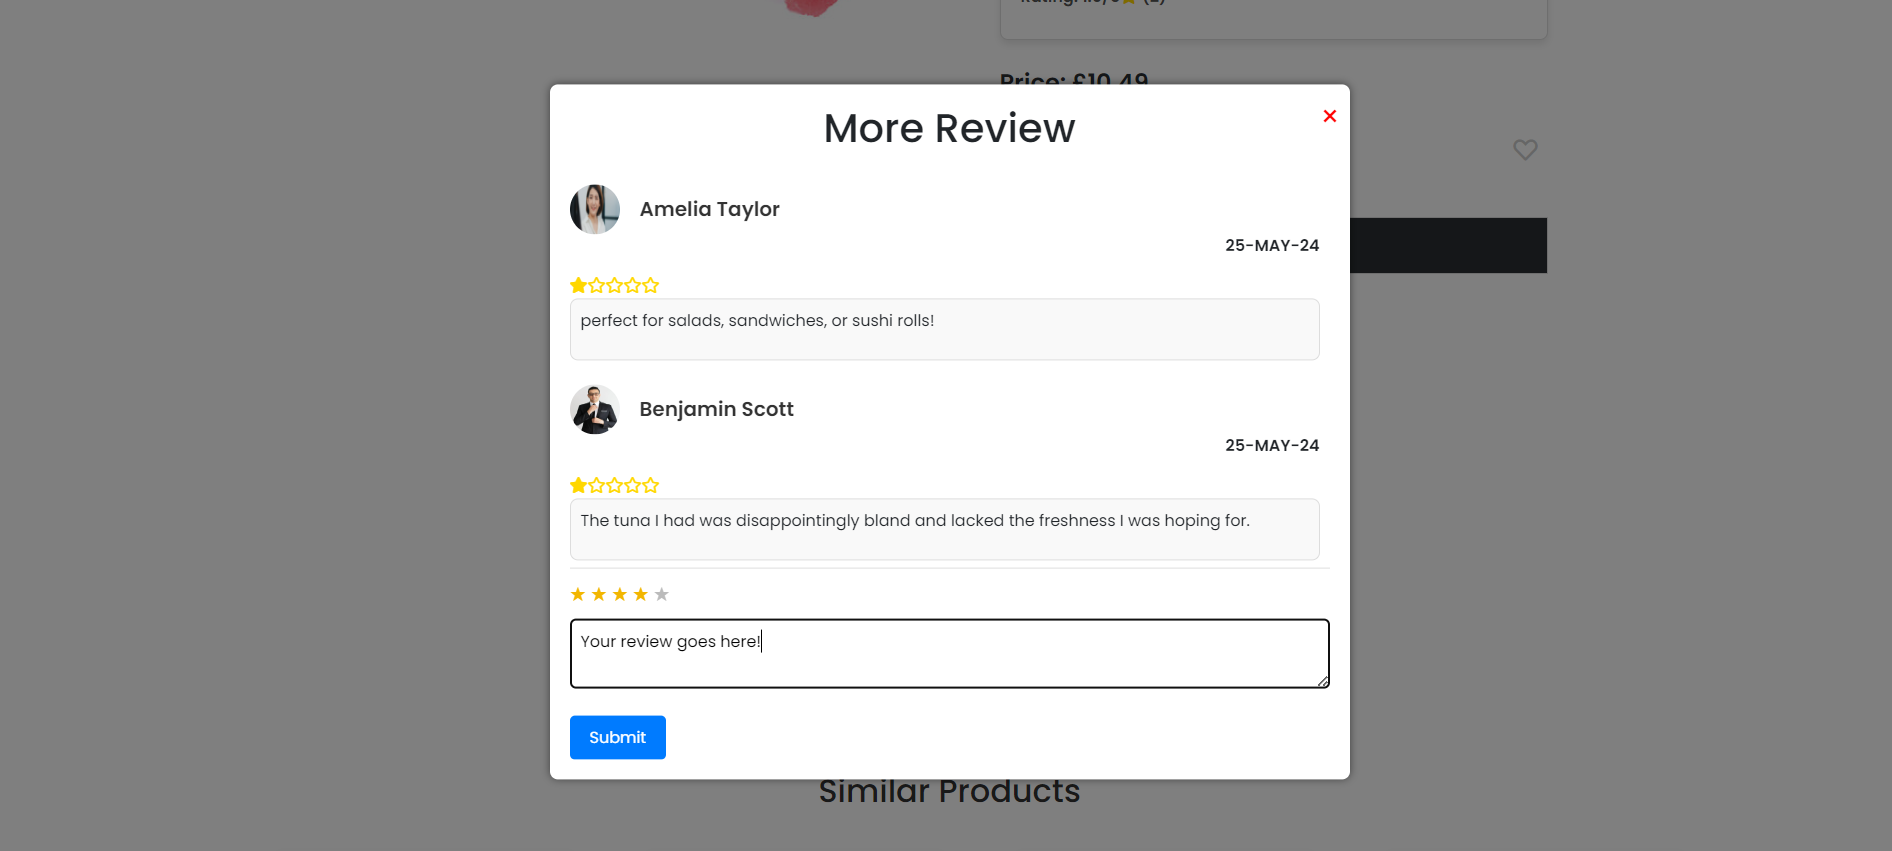 Price: £10.49
More Review
Amelia Taylor
25-MAY-24
perfect for salads, sandwiches, or sushi rolls!
Benjamin Scott
25-MAY-24
The tuna I had was disappointingly bland and lacked the freshness I was hoping for.
Your review goes here!
Submit
Similar Products